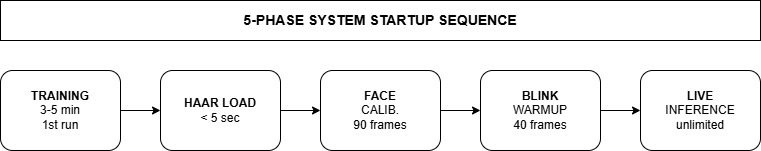 5-PHASE SYSTEM STARTUP SEQUENCE
TRAINING
3-5 min
1st run
HAAR LOAD
< 5 sec
FACE
CALIB.
90 frames
BLINK
WARMUP
40 frames
LIVE
INFERENCE
unlimited